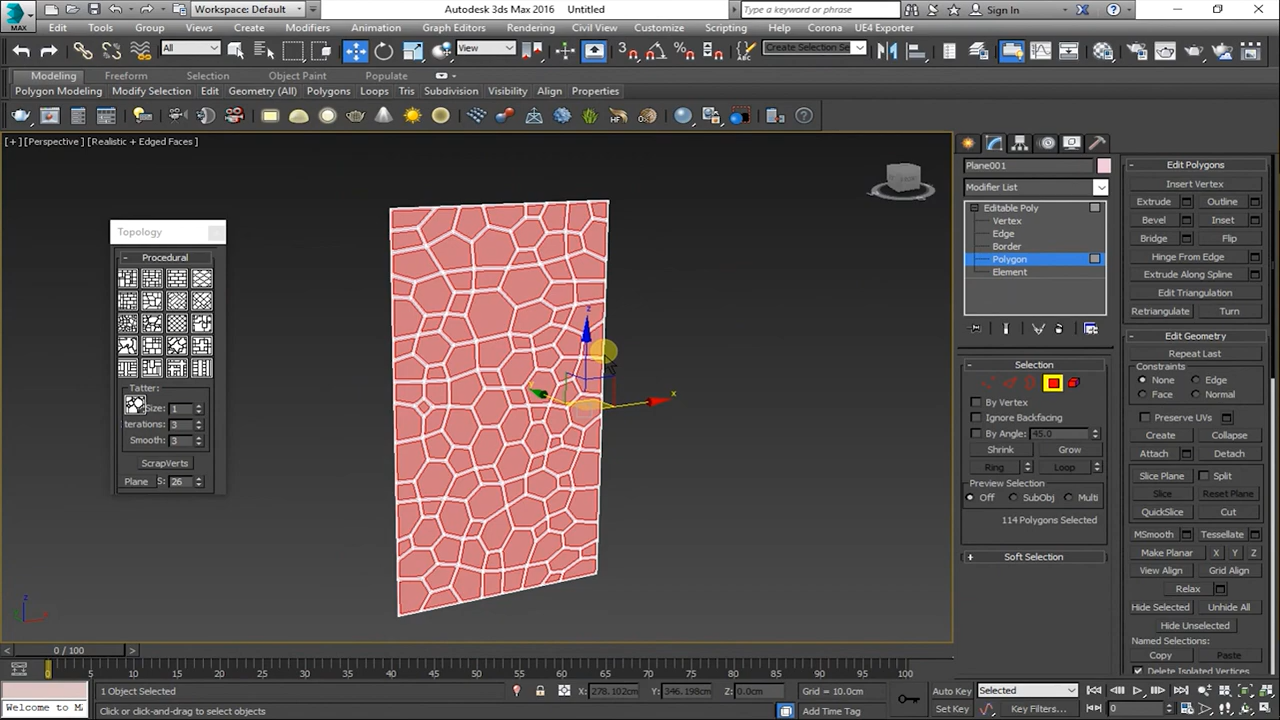 MAX
Workspace: Default
Autodesk 3ds Max 2016
Untitled
Type a keyword or phrase
Sign In
Edit Tools Group Views Create Modifiers Animation Graph Editors Rendering Civil View Customize Scripting Corona UE4 Exporter Help
All
View
Create Selection Se
Modeling Freeform Selection Object Paint Populate
Polygon Modeling Modify Selection Edit Geometry (All) Polygons Loops Tris Subdivision Visibility Align Properties
[+] [Perspective] [Realistic + Edged Faces]
Topology
Procedural
Tatter:
Size: 1
Iterations: 3
Smooth: 3
ScrapVerts
Plane S: 26
z
x
Plane001
Modifier List
Editable Poly
Vertex
Edge
Border
Polygon
Element
Selection
By Vertex
Ignore Backfacing
By Angle: 45.0
Shrink Grow
Ring Loop
Preview Selection
Off SubObj Multi
114 Polygons Selected
Soft Selection
Edit Polygons
Insert Vertex
Extrude Outline
Bevel Inset
Bridge Flip
Hinge From Edge
Extrude Along Spline
Edit Triangulation
Retriangulate Turn
Edit Geometry
Repeat Last
Constraints
None Edge
Face Normal
Preserve UVs
Create Collapse
Attach Detach
Slice Plane Split
Slice Reset Plane
QuickSlice Cut
MSmooth Tessellate
Make Planar X Y Z
View Align Grid Align
Relax
Hide Selected Unhide All
Hide Unselected
Named Selections:
Copy Paste
Delete Isolated Vertices
0 / 100
0 5 10 15 20 25 30 35 40 45 50 55 60 65 70 75 80 85 90 95 100
1 Object Selected
X: 278.102cm Y: 346.198cm Z: 0.0cm
Grid = 10.0cm
Auto Key Selected
Welcome to M
Click or click-and-drag to select objects
Add Time Tag
Set Key Key Filters... 0